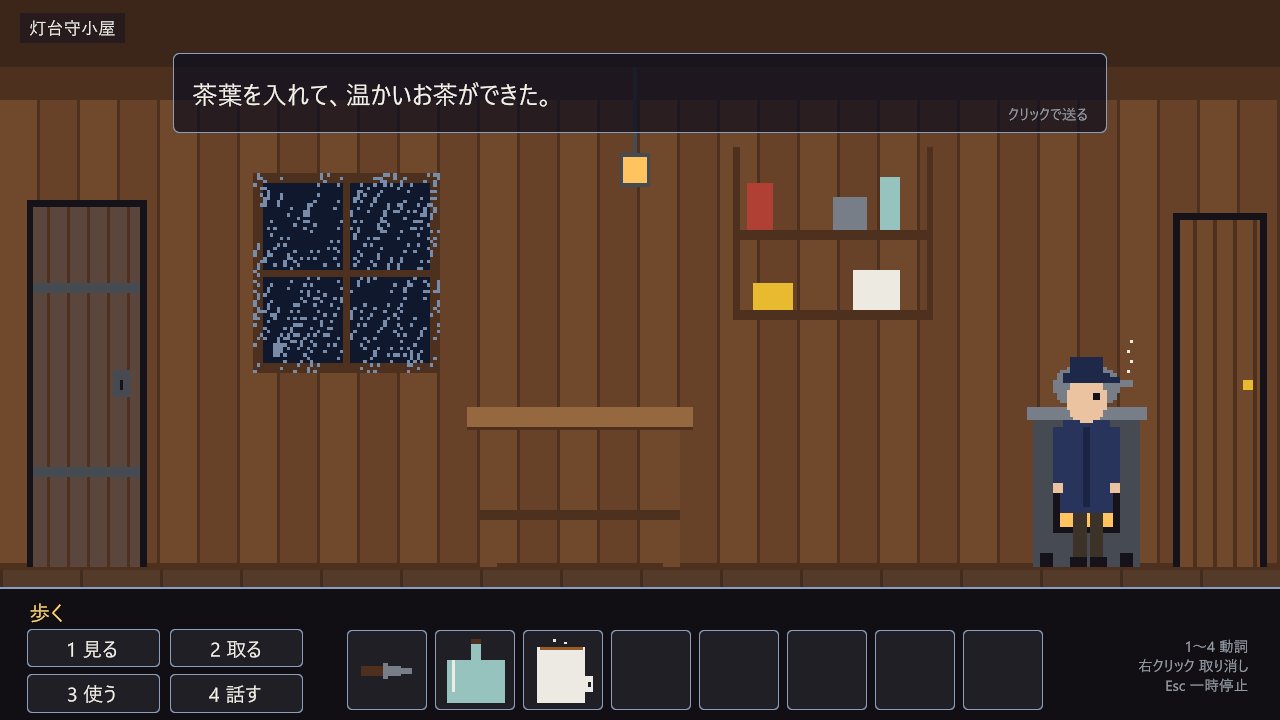 灯台守小屋
茶葉を入れて、温かいお茶ができた。
クリックで送る
歩く
1 見る
2 取る
3 使う
4 話す
1～4 動詞
右クリック 取り消し
Esc 一時停止